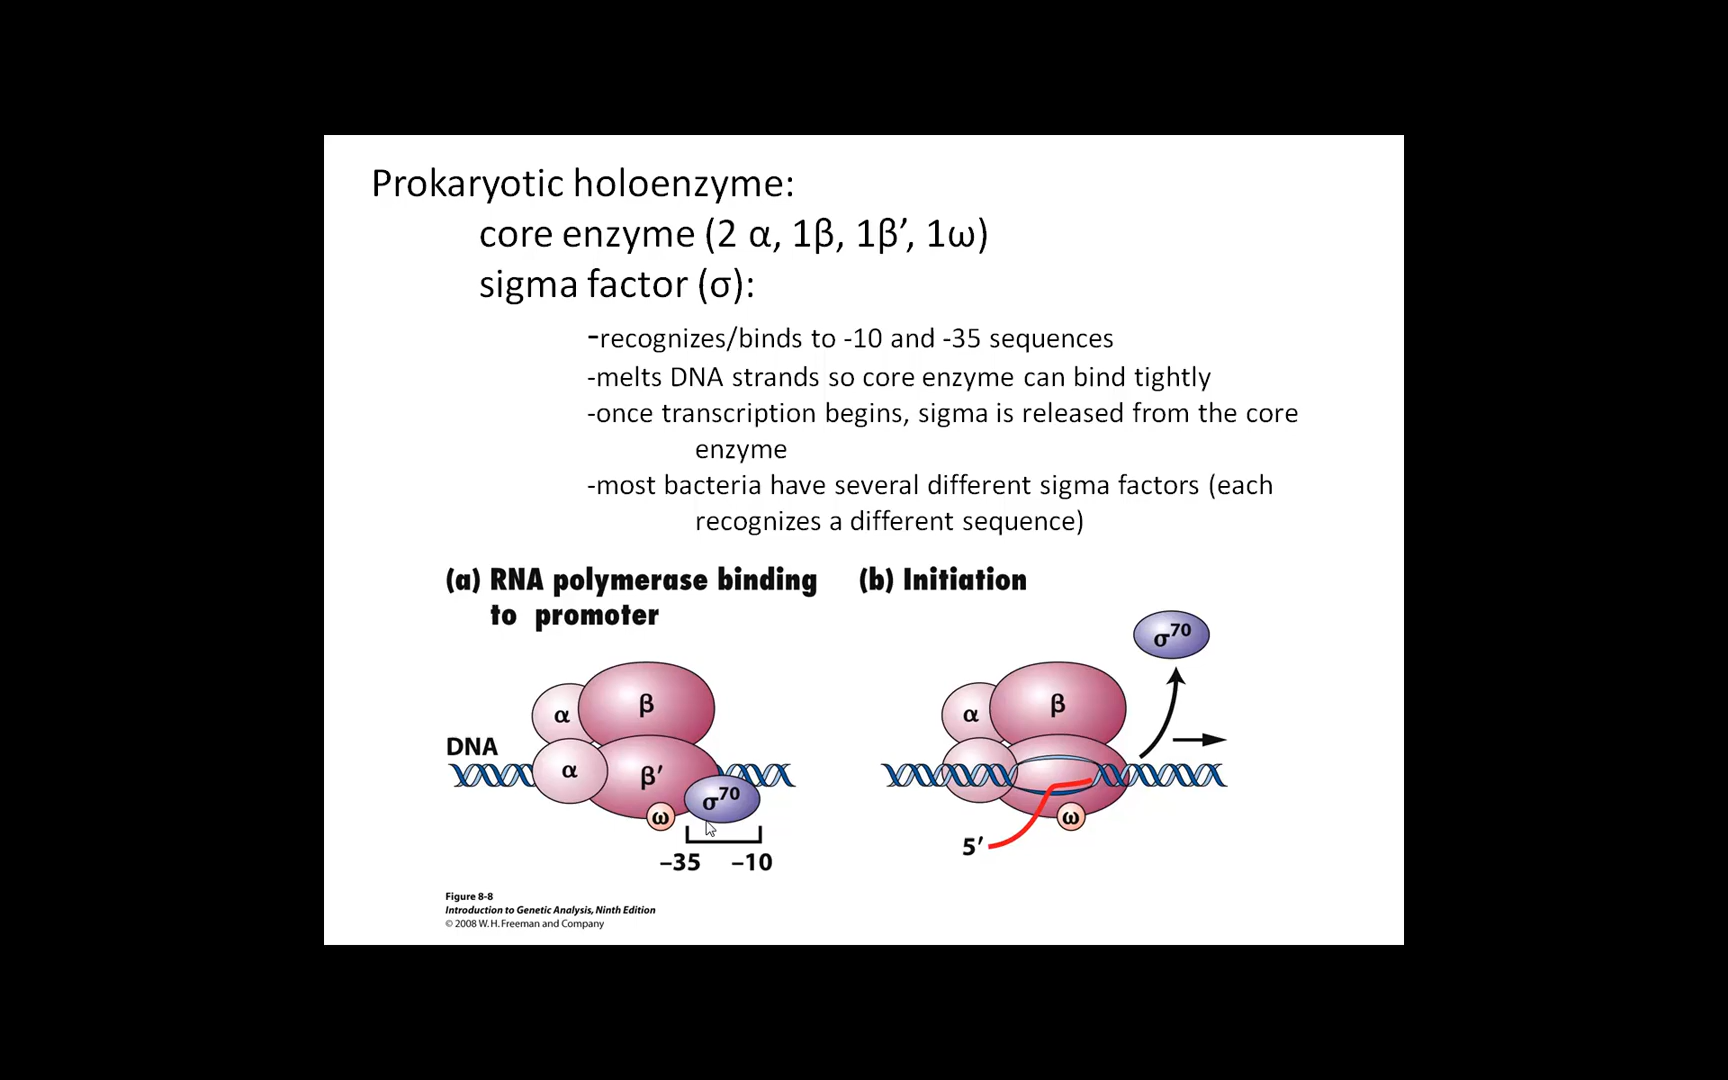 Prokaryotic holoenzyme:
core enzyme (2 α, 1β, 1β’, 1ω)
sigma factor (σ):
-recognizes/binds to -10 and -35 sequences
-melts DNA strands so core enzyme can bind tightly
-once transcription begins, sigma is released from the core
enzyme
-most bacteria have several different sigma factors (each
recognizes a different sequence)
(a) RNA polymerase binding
to promoter
α
β
DNA
α
β′
σ⁷⁰
ω
–35 –10
(b) Initiation
σ⁷⁰
α
β
ω
5′
Figure 8-8
Introduction to Genetic Analysis, Ninth Edition
© 2008 W. H. Freeman and Company